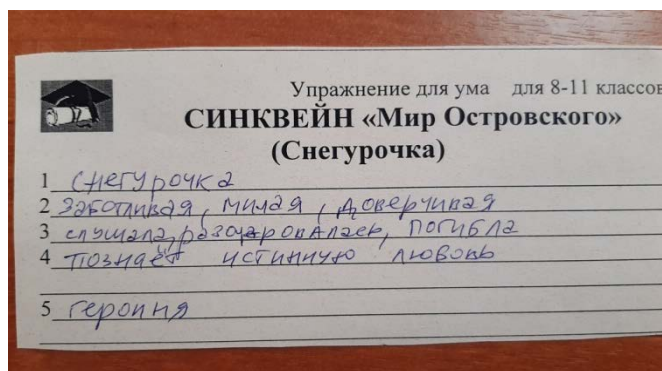 Упражнение для ума для 8-11 классов
СИНКВЕЙН «Мир Островского»
(Снегурочка)
1 Снегурочка
2 заботливая, милая, доверчивая
3 слушала, разочаровалась, погибла
4 познаёт истинную любовь
5 героиня